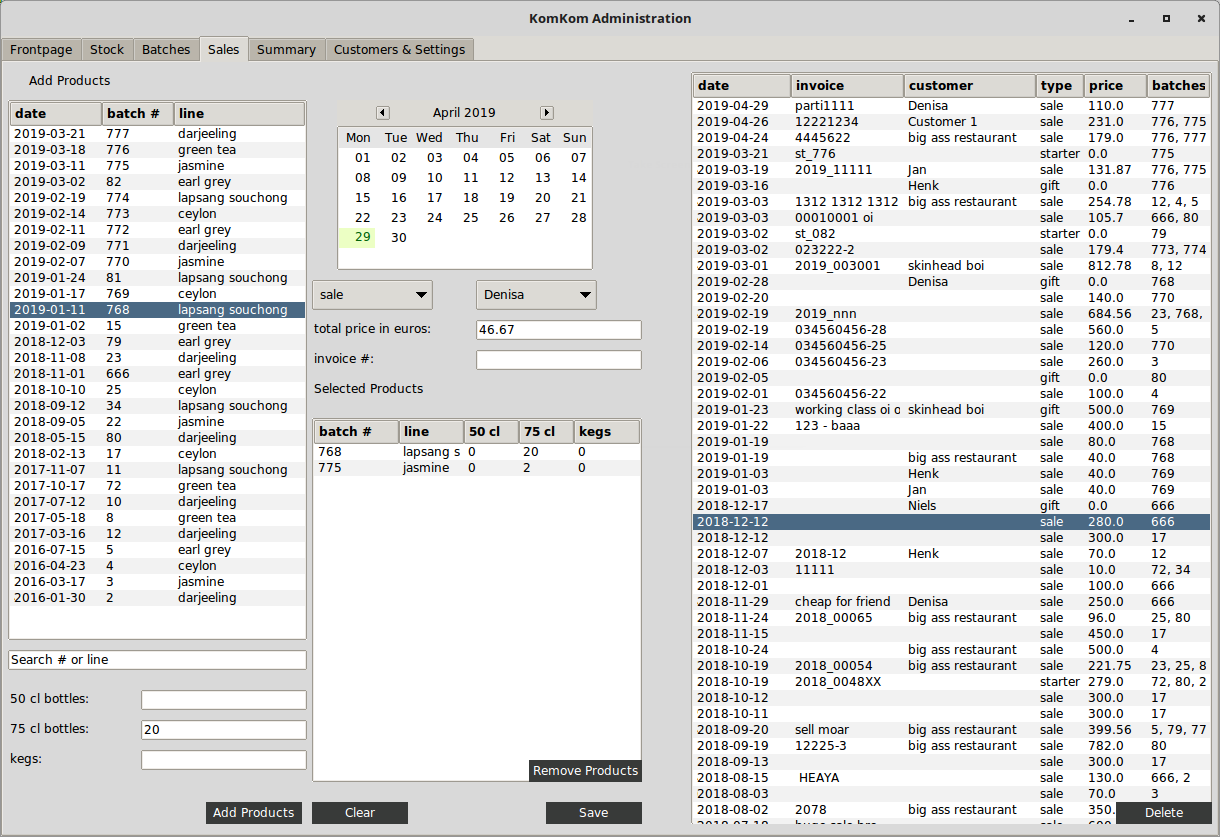 KomKom Administration
Frontpage Stock Batches Sales Summary Customers & Settings
Add Products
date batch # line
2019-03-21 777 darjeeling
2019-03-18 776 green tea
2019-03-11 775 jasmine
2019-03-02 82 earl grey
2019-02-19 774 lapsang souchong
2019-02-14 773 ceylon
2019-02-11 772 earl grey
2019-02-09 771 darjeeling
2019-02-07 770 jasmine
2019-01-24 81 lapsang souchong
2019-01-17 769 ceylon
2019-01-11 768 lapsang souchong
2019-01-02 15 green tea
2018-12-03 79 earl grey
2018-11-08 23 darjeeling
2018-11-01 666 earl grey
2018-10-10 25 ceylon
2018-09-12 34 lapsang souchong
2018-09-05 22 jasmine
2018-05-15 80 darjeeling
2018-02-13 17 ceylon
2017-11-07 11 lapsang souchong
2017-10-17 72 green tea
2017-07-12 10 darjeeling
2017-05-18 8 green tea
2017-03-16 12 darjeeling
2016-07-15 5 earl grey
2016-04-23 4 ceylon
2016-03-17 3 jasmine
2016-01-30 2 darjeeling
Search # or line
50 cl bottles:
75 cl bottles: 20
kegs:
Add Products
April 2019
Mon Tue Wed Thu Fri Sat Sun
01 02 03 04 05 06 07
08 09 10 11 12 13 14
15 16 17 18 19 20 21
22 23 24 25 26 27 28
29 30
sale Denisa
total price in euros: 46.67
invoice #:
Selected Products
batch # line 50 cl 75 cl kegs
768 lapsang s 0 20 0
775 jasmine 0 2 0
Remove Products
Clear Save
date invoice customer type price batches
2019-04-29 parti1111 Denisa sale 110.0 777
2019-04-26 12221234 Customer 1 sale 231.0 776, 775
2019-04-24 4445622 big ass restaurant sale 179.0 776, 777
2019-03-21 st_776 starter 0.0 775
2019-03-19 2019_11111 Jan sale 131.87 776, 775
2019-03-16 Henk gift 0.0 776
2019-03-03 1312 1312 1312 big ass restaurant sale 254.78 12, 4, 5
2019-03-03 00010001 oi sale 105.7 666, 80
2019-03-02 st_082 starter 0.0 79
2019-03-02 023222-2 sale 179.4 773, 774
2019-03-01 2019_003001 skinhead boi sale 812.78 8, 12
2019-02-28 Denisa gift 0.0 768
2019-02-20 sale 140.0 770
2019-02-19 2019_nnn sale 684.56 23, 768,
2019-02-19 034560456-28 sale 560.0 5
2019-02-14 034560456-25 sale 120.0 770
2019-02-06 034560456-23 sale 260.0 3
2019-02-05 gift 0.0 80
2019-02-01 034560456-22 sale 100.0 4
2019-01-23 working class oi o skinhead boi gift 500.0 769
2019-01-22 123 - baaa sale 400.0 15
2019-01-19 sale 80.0 768
2019-01-19 big ass restaurant sale 40.0 768
2019-01-03 Henk sale 40.0 769
2019-01-03 Jan sale 40.0 769
2018-12-17 Niels gift 0.0 666
2018-12-12 sale 280.0 666
2018-12-12 sale 300.0 17
2018-12-07 2018-12 Henk sale 70.0 12
2018-12-03 11111 sale 10.0 72, 34
2018-12-01 sale 100.0 666
2018-11-29 cheap for friend Denisa sale 250.0 666
2018-11-24 2018_00065 big ass restaurant sale 96.0 25, 80
2018-11-15 sale 450.0 17
2018-10-24 big ass restaurant sale 500.0 4
2018-10-19 2018_00054 big ass restaurant sale 221.75 23, 25, 8
2018-10-19 2018_0048XX starter 279.0 72, 80, 2
2018-10-12 sale 300.0 17
2018-10-11 sale 300.0 17
2018-09-20 sell moar big ass restaurant sale 399.56 5, 79, 77
2018-09-19 12225-3 big ass restaurant sale 782.0 80
2018-09-13 sale 300.0 17
2018-08-15 HEAYA sale 130.0 666, 2
2018-08-03 sale 70.0 3
2018-08-02 2078 big ass restaurant sale 350.
Delete